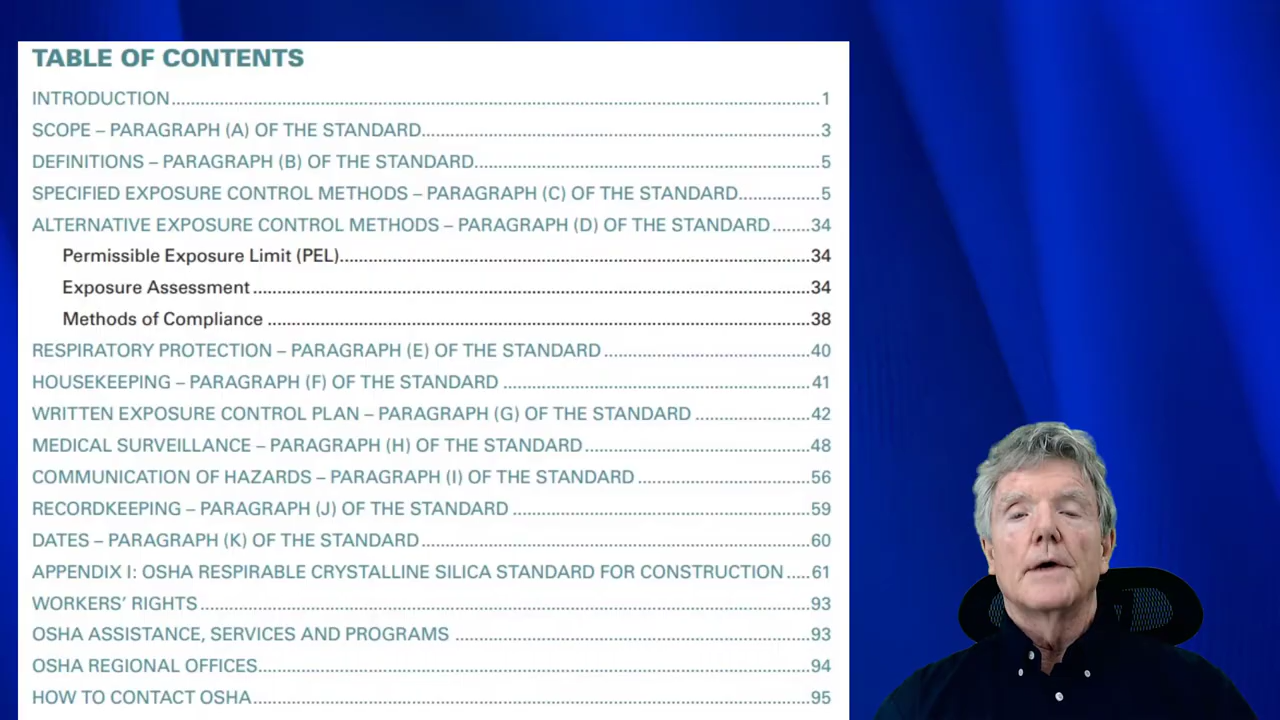 TABLE OF CONTENTS
INTRODUCTION.....1
SCOPE – PARAGRAPH (A) OF THE STANDARD.....3
DEFINITIONS – PARAGRAPH (B) OF THE STANDARD.....5
SPECIFIED EXPOSURE CONTROL METHODS – PARAGRAPH (C) OF THE STANDARD.....5
ALTERNATIVE EXPOSURE CONTROL METHODS – PARAGRAPH (D) OF THE STANDARD.....34
Permissible Exposure Limit (PEL).....34
Exposure Assessment.....34
Methods of Compliance.....38
RESPIRATORY PROTECTION – PARAGRAPH (E) OF THE STANDARD.....40
HOUSEKEEPING – PARAGRAPH (F) OF THE STANDARD.....41
WRITTEN EXPOSURE CONTROL PLAN – PARAGRAPH (G) OF THE STANDARD.....42
MEDICAL SURVEILLANCE – PARAGRAPH (H) OF THE STANDARD.....48
COMMUNICATION OF HAZARDS – PARAGRAPH (I) OF THE STANDARD.....56
RECORDKEEPING – PARAGRAPH (J) OF THE STANDARD.....59
DATES – PARAGRAPH (K) OF THE STANDARD.....60
APPENDIX I: OSHA RESPIRABLE CRYSTALLINE SILICA STANDARD FOR CONSTRUCTION.....61
WORKERS' RIGHTS.....93
OSHA ASSISTANCE, SERVICES AND PROGRAMS.....93
OSHA REGIONAL OFFICES.....94
HOW TO CONTACT OSHA.....95